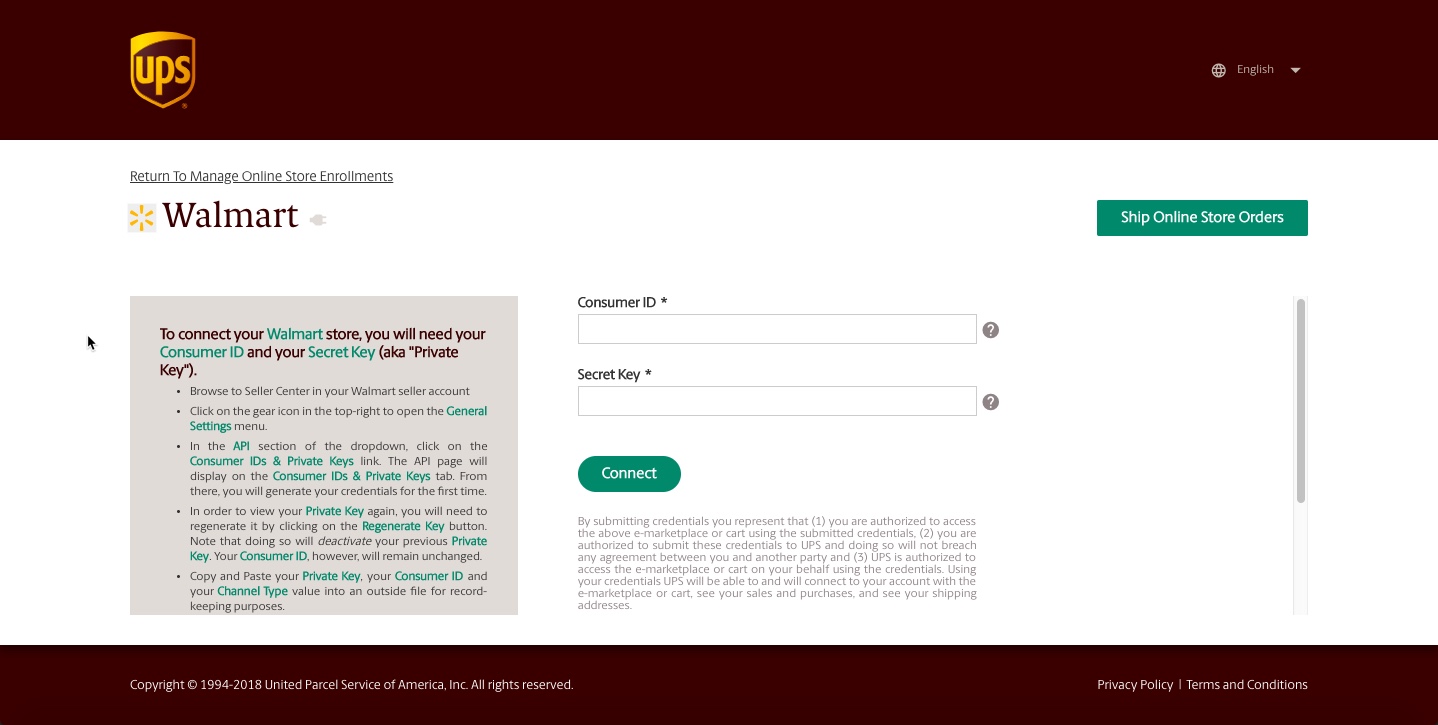 ups
English
Return To Manage Online Store Enrollments
Walmart
Ship Online Store Orders
To connect your Walmart store, you will need your
Consumer ID and your Secret Key (aka "Private
Key").
• Browse to Seller Center in your Walmart seller account
• Click on the gear icon in the top-right to open the General
Settings menu.
• In the API section of the dropdown, click on the
Consumer IDs & Private Keys link. The API page will
display on the Consumer IDs & Private Keys tab. From
there, you will generate your credentials for the first time.
• In order to view your Private Key again, you will need to
regenerate it by clicking on the Regenerate Key button.
Note that doing so will deactivate your previous Private
Key. Your Consumer ID, however, will remain unchanged.
• Copy and Paste your Private Key, your Consumer ID and
your Channel Type value into an outside file for record-
keeping purposes.
Consumer ID *
?
Secret Key *
?
Connect
By submitting credentials you represent that (1) you are authorized to access
the above e-marketplace or cart using the submitted credentials, (2) you are
authorized to submit these credentials to UPS and doing so will not breach
any agreement between you and another party and (3) UPS is authorized to
access the e-marketplace or cart on your behalf using the credentials. Using
your credentials UPS will be able to and will connect to your account with the
e-marketplace or cart, see your sales and purchases, and see your shipping
addresses.
Copyright © 1994-2018 United Parcel Service of America, Inc. All rights reserved.
Privacy Policy | Terms and Conditions